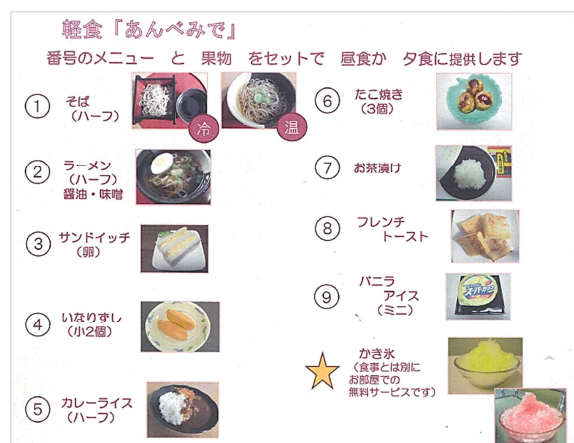 軽食「あんべみで」
番号のメニュー と 果物 をセットで 昼食か 夕食に提供します
① そば
（ハーフ）
冷
温
② ラーメン
（ハーフ）
醤油・味噌
③ サンドイッチ
（卵）
④ いなりずし
（小2個）
⑤ カレーライス
（ハーフ）
⑥ たこ焼き
（3個）
⑦ お茶漬け
⑧ フレンチ
トースト
⑨ バニラ
アイス
（ミニ）
かき氷
（食事とは別に
お部屋での
無料サービスです）